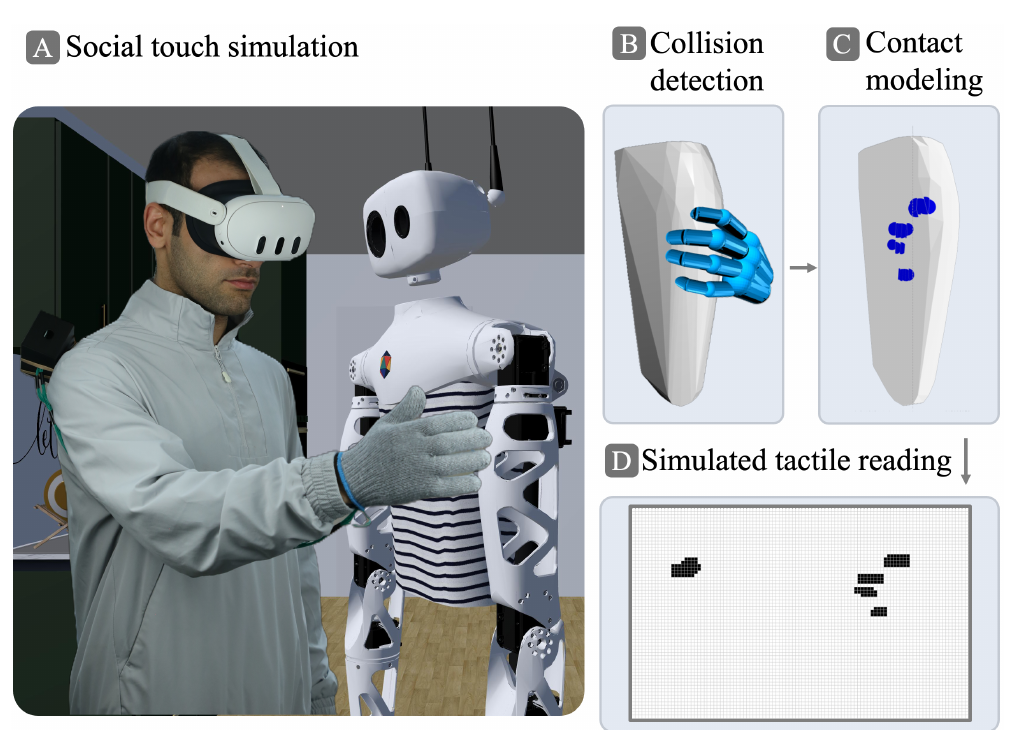 A Social touch simulation
B Collision
detection
C Contact
modeling
D Simulated tactile reading